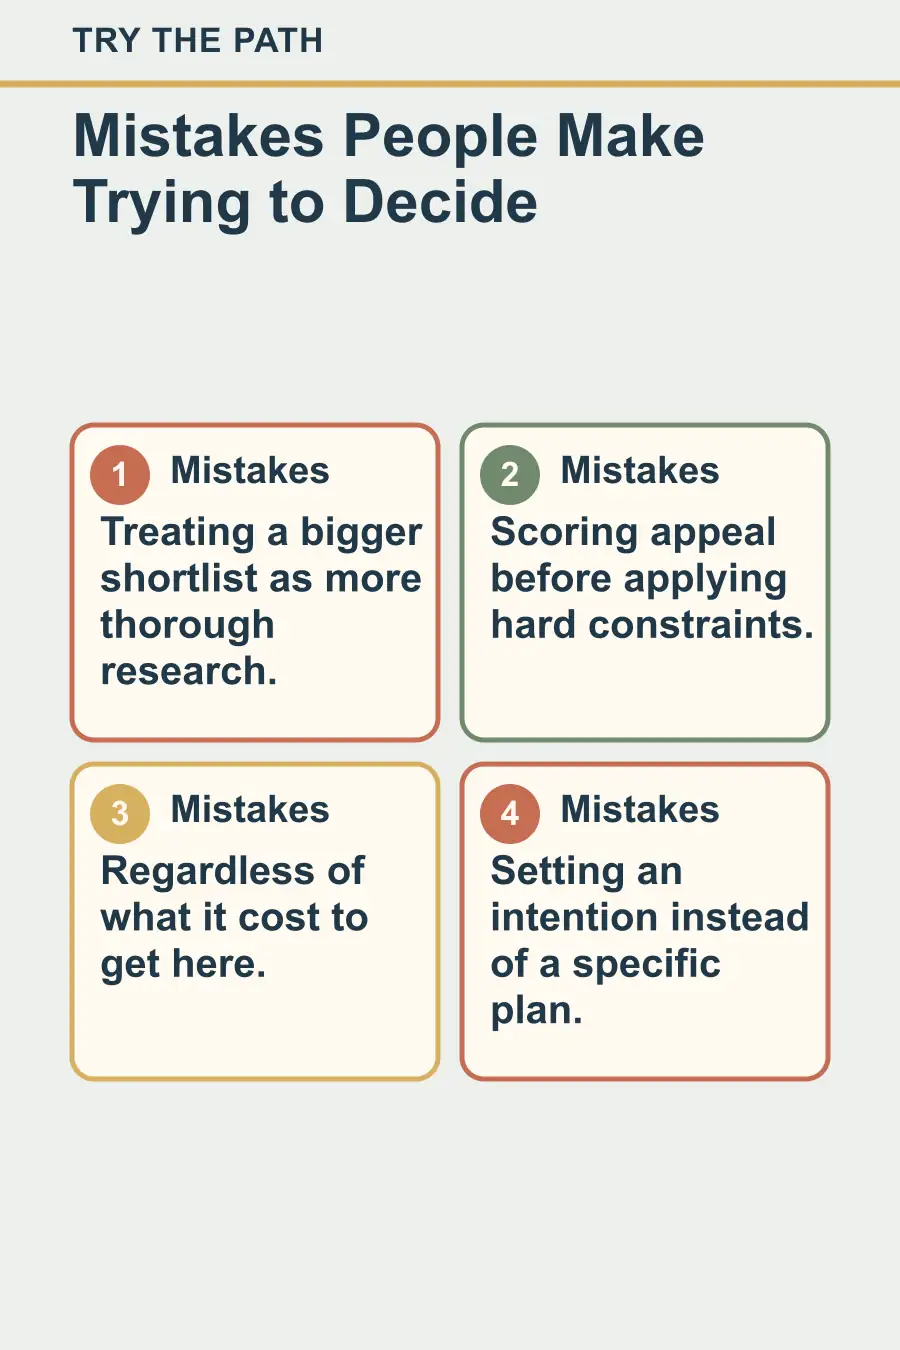 TRY THE PATH
Mistakes People Make
Trying to Decide
1 Mistakes
Treating a bigger
shortlist as more
thorough
research.
2 Mistakes
Scoring appeal
before applying
hard constraints.
3 Mistakes
Regardless of
what it cost to
get here.
4 Mistakes
Setting an
intention instead
of a specific
plan.